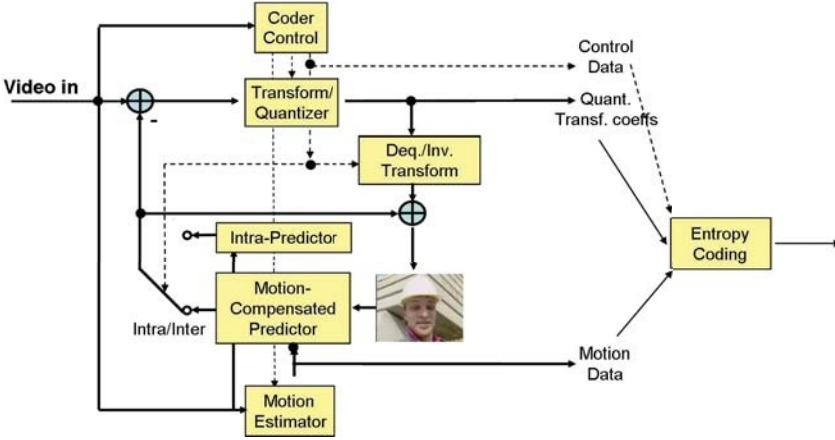 Coder
Control
Control
Data
Video in
Transform/
Quantizer
Quant.
Transf. coeffs
-
Deq./Inv.
Transform
Entropy
Coding
Intra-Predictor
Motion-
Compensated
Predictor
Intra/Inter
Motion
Data
Motion
Estimator